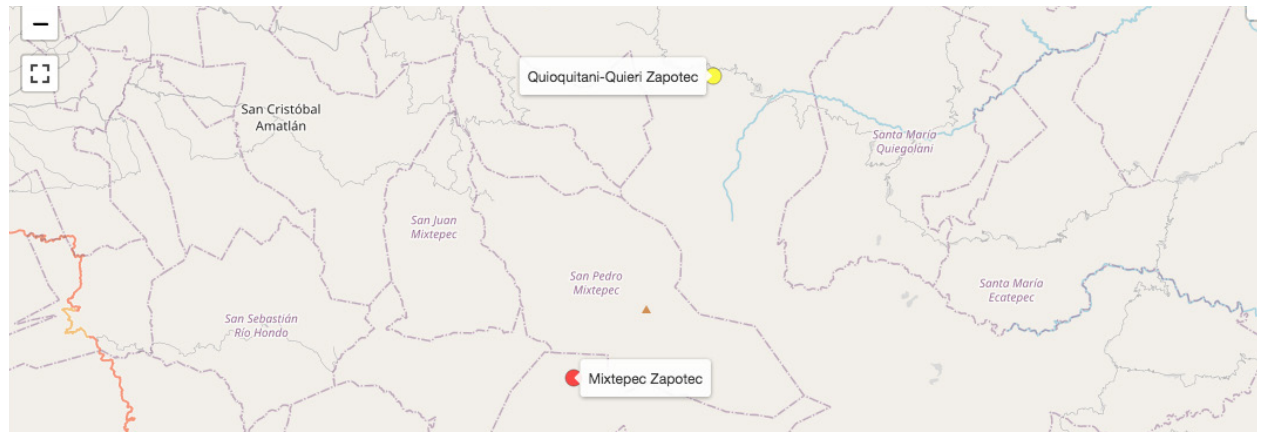 −
Quioquitani-Quieri Zapotec
San Cristóbal
Amatlán
Santa María
Quiegolani
San Juan
Mixtepec
San Pedro
Mixtepec
Santa María
Ecatepec
San Sebastián
Río Hondo
Mixtepec Zapotec